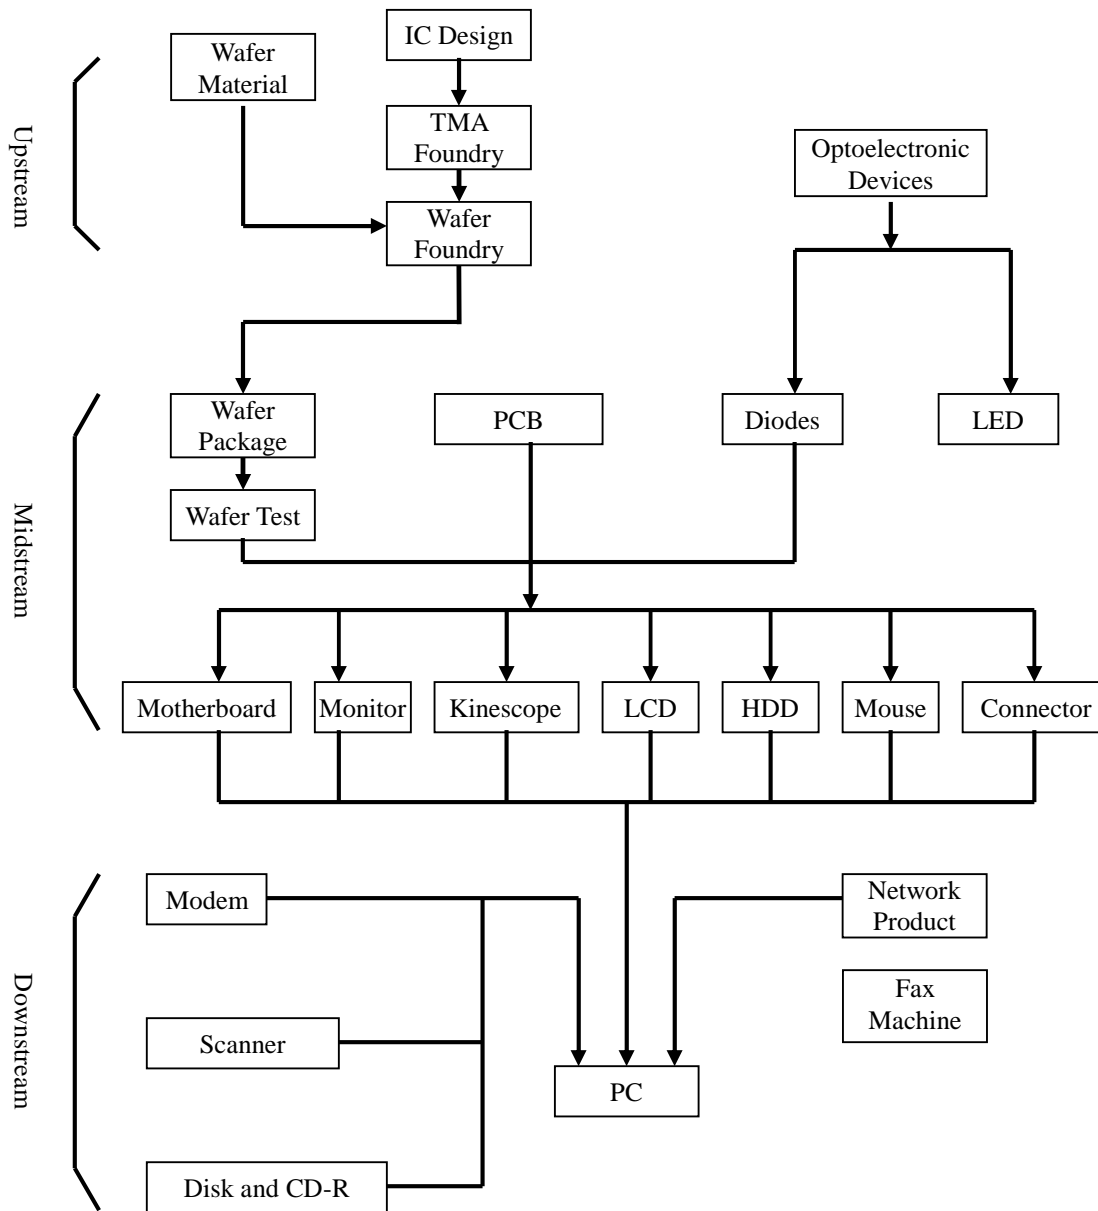 Upstream
Wafer
Material
IC Design
TMA
Foundry
Wafer
Foundry
Optoelectronic
Devices
Midstream
Wafer
Package
PCB
Diodes
LED
Wafer Test
Motherboard
Monitor
Kinescope
LCD
HDD
Mouse
Connector
Downstream
Modem
Network
Product
Fax
Machine
Scanner
PC
Disk and CD-R